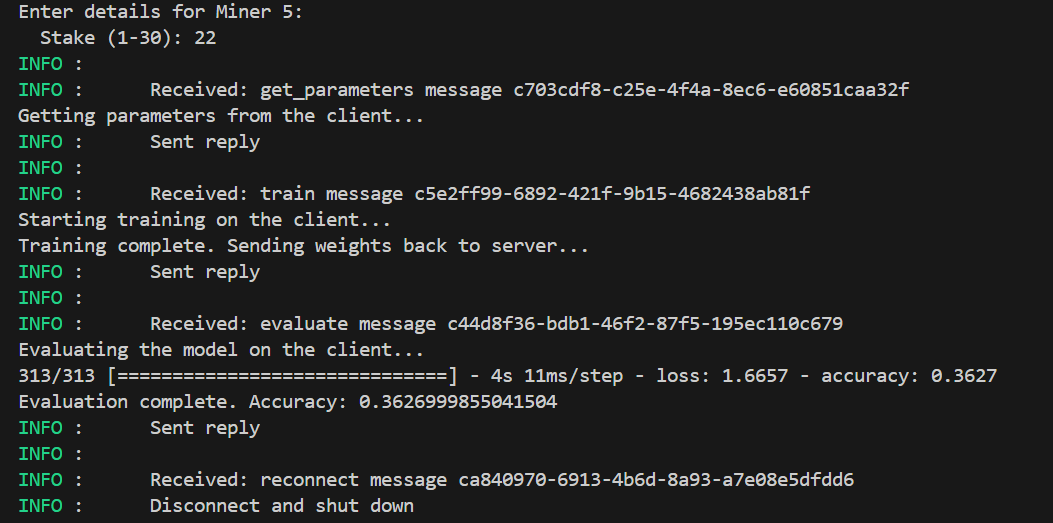 Enter details for Miner 5:
  Stake (1-30): 22
INFO :
INFO :      Received: get_parameters message c703cdf8-c25e-4f4a-8ec6-e60851caa32f
Getting parameters from the client...
INFO :      Sent reply
INFO :
INFO :      Received: train message c5e2ff99-6892-421f-9b15-4682438ab81f
Starting training on the client...
Training complete. Sending weights back to server...
INFO :      Sent reply
INFO :
INFO :      Received: evaluate message c44d8f36-bdb1-46f2-87f5-195ec110c679
Evaluating the model on the client...
313/313 [==============================] - 4s 11ms/step - loss: 1.6657 - accuracy: 0.3627
Evaluation complete. Accuracy: 0.3626999855041504
INFO :      Sent reply
INFO :
INFO :      Received: reconnect message ca840970-6913-4b6d-8a93-a7e08e5dfdd6
INFO :      Disconnect and shut down